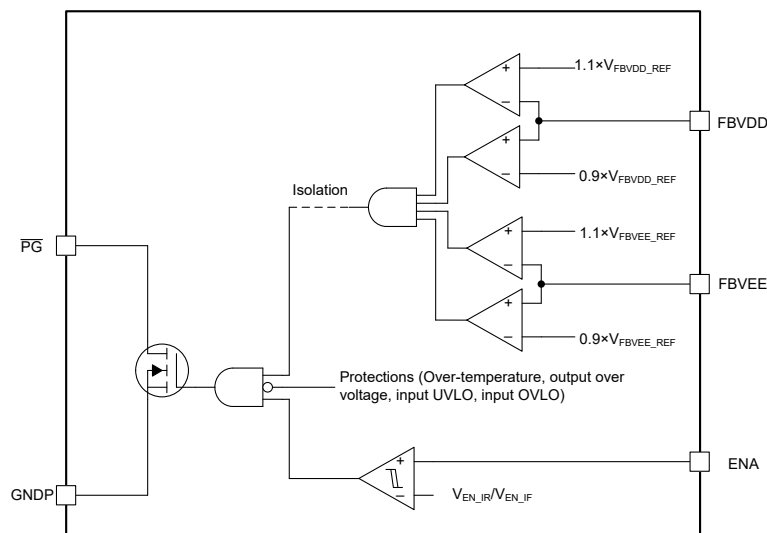 1.1×VFBVDD_REF
+
−
FBVDD
+
−
0.9×VFBVDD_REF
Isolation
+
1.1×VFBVEE_REF
−
PG
FBVEE
+
−
0.9×VFBVEE_REF
Protections (Over-temperature, output over
voltage, input UVLO, input OVLO)
+
ENA
−
VEN_IR/VEN_IF
GNDP